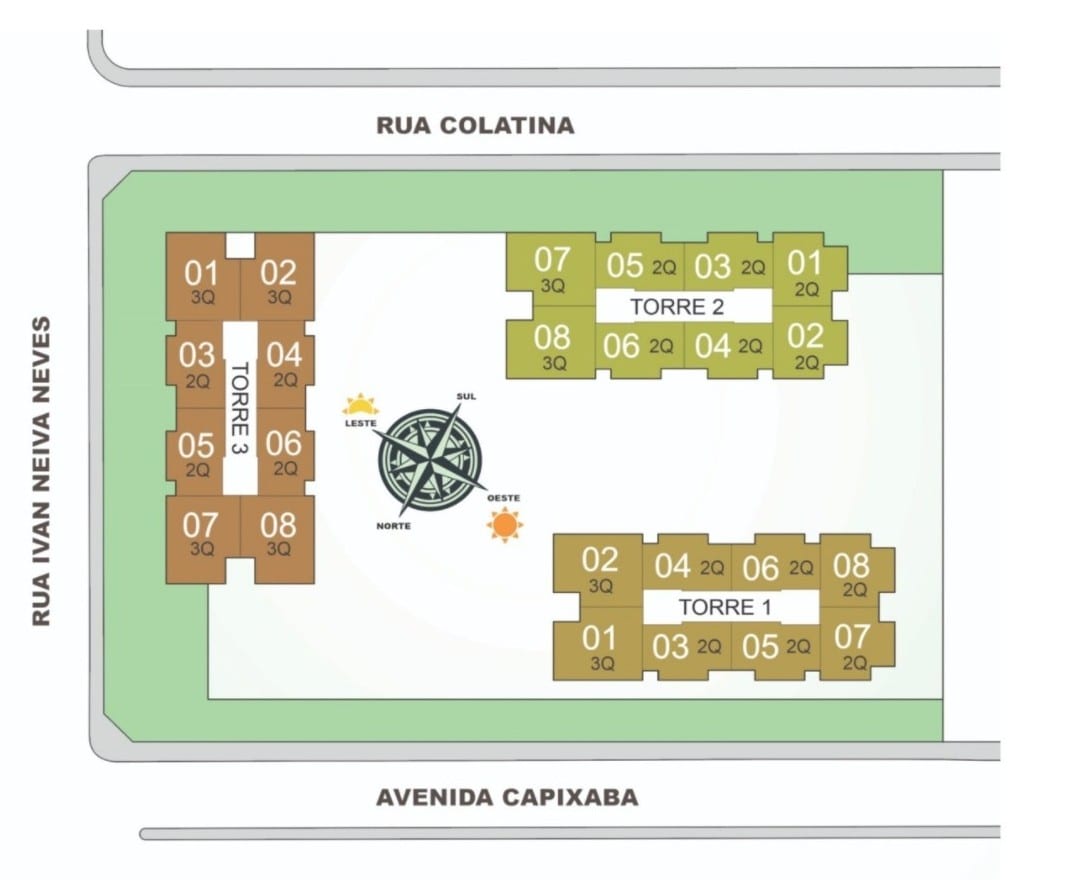 RUA COLATINA
RUA IVAN NEIVA NEVES
01 3Q
02 3Q
03 2Q
04 2Q
TORRE 3
05 2Q
06 2Q
07 3Q
08 3Q
07 3Q
05 2Q
03 2Q
01 2Q
TORRE 2
08 3Q
06 2Q
04 2Q
02 2Q
SUL
LESTE
OESTE
NORTE
02 3Q
04 2Q
06 2Q
08 2Q
TORRE 1
01 3Q
03 2Q
05 2Q
07 2Q
AVENIDA CAPIXABA